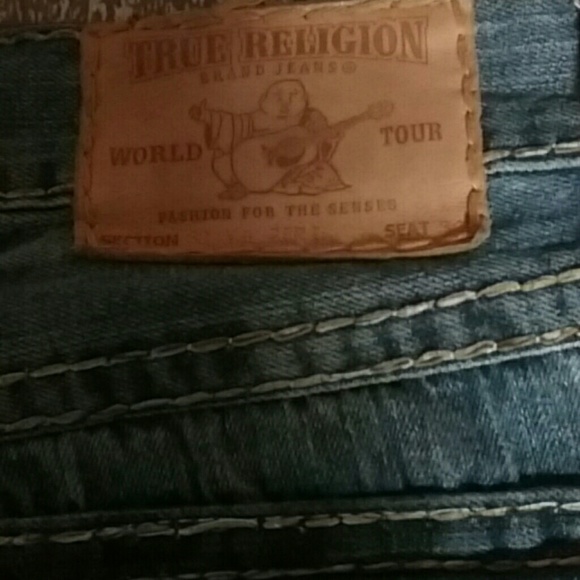 TRUE RELIGION
BRAND JEANS®
WORLD TOUR
FASHION FOR THE SENSES
SECTION SEAT